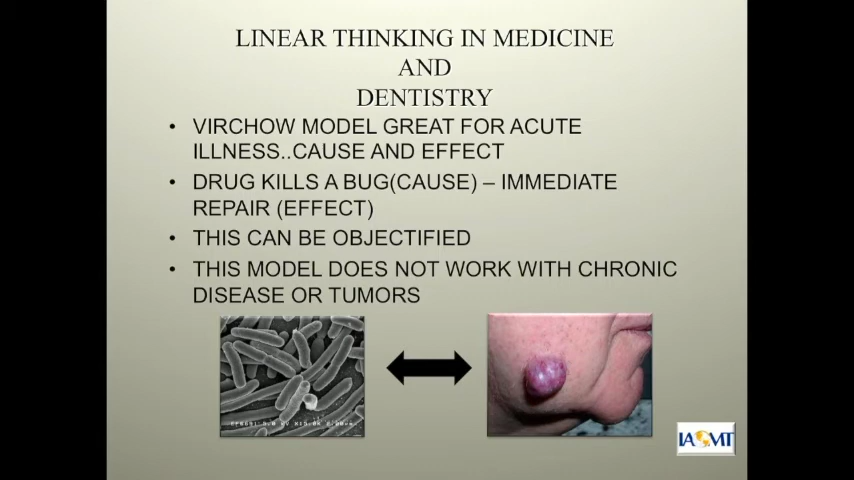 LINEAR THINKING IN MEDICINE
AND
DENTISTRY
• VIRCHOW MODEL GREAT FOR ACUTE
ILLNESS..CAUSE AND EFFECT
• DRUG KILLS A BUG(CAUSE) – IMMEDIATE
REPAIR (EFFECT)
• THIS CAN BE OBJECTIFIED
• THIS MODEL DOES NOT WORK WITH CHRONIC
DISEASE OR TUMORS
IAOMT